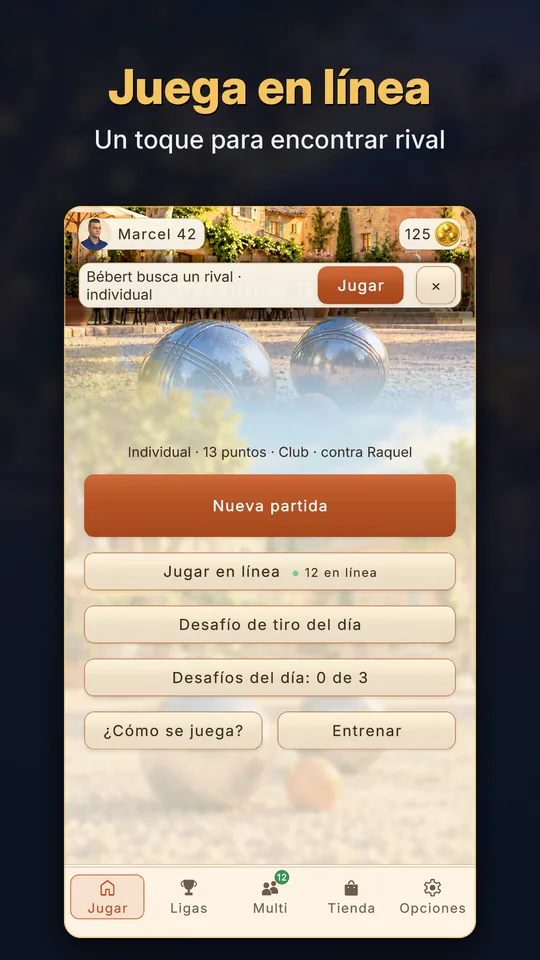 Juega en línea
Un toque para encontrar rival
Marcel 42
125
Bébert busca un rival ·
individual
Jugar
×
Individual · 13 puntos · Club · contra Raquel
Nueva partida
Jugar en línea • 12 en línea
Desafío de tiro del día
Desafíos del día: 0 de 3
¿Cómo se juega?
Entrenar
12
Jugar
Ligas
Multi
Tienda
Opciones